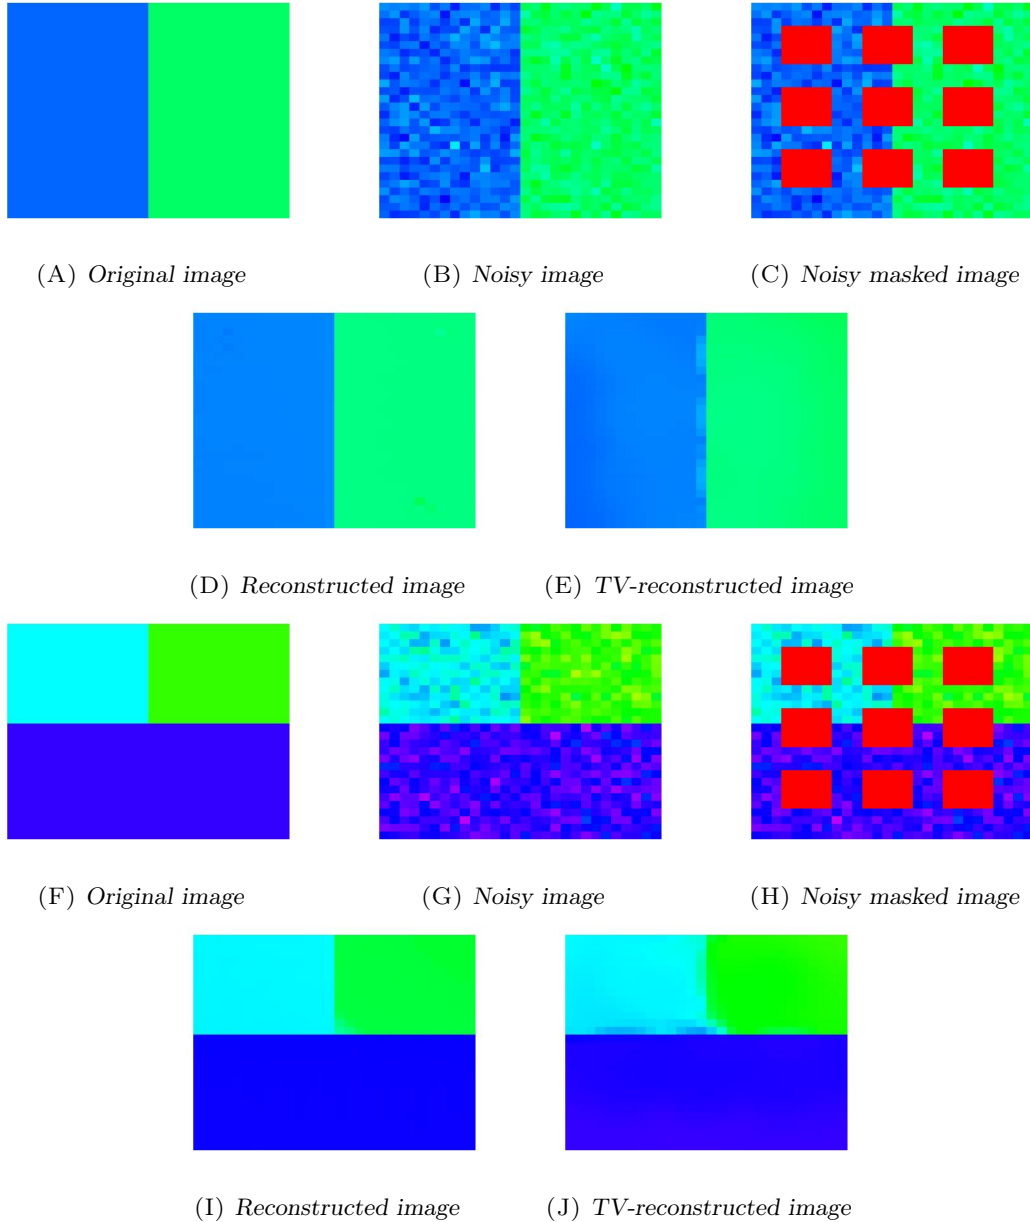 (A) Original image
(B) Noisy image
(C) Noisy masked image
(D) Reconstructed image
(E) TV-reconstructed image
(F) Original image
(G) Noisy image
(H) Noisy masked image
(I) Reconstructed image
(J) TV-reconstructed image